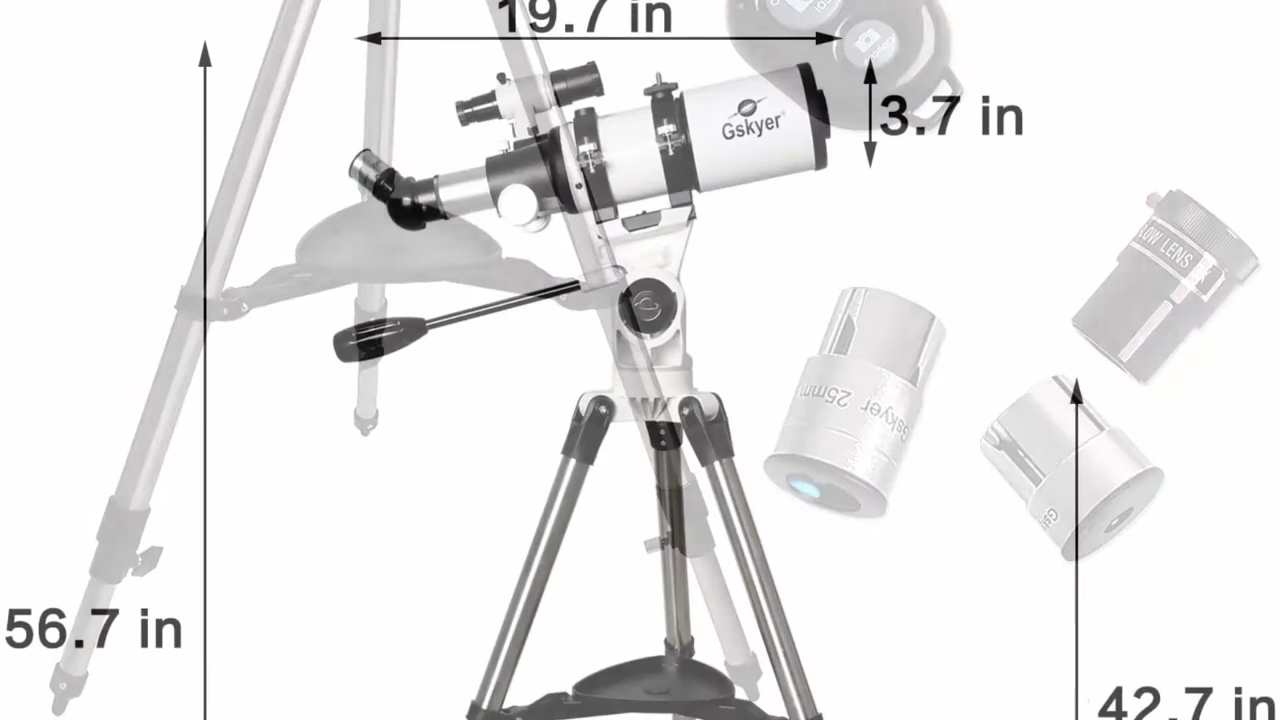 19.7 in
3.7 in
Gskyer
LOW LENS
Gskyer 25mm
56.7 in
42.7 in